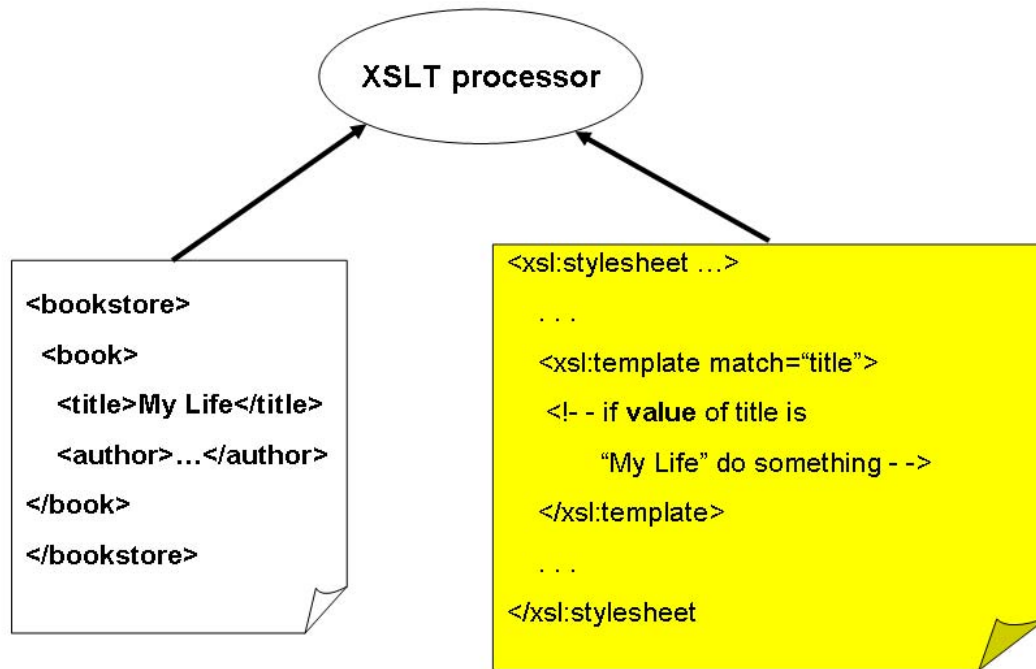 XSLT processor
<bookstore>
<book>
<title>My Life</title>
<author>…</author>
</book>
</bookstore>
<xsl:stylesheet …>
. . .
<xsl:template match=“title”>
<!- - if value of title is
“My Life” do something - ->
</xsl:template>
. . .
</xsl:stylesheet